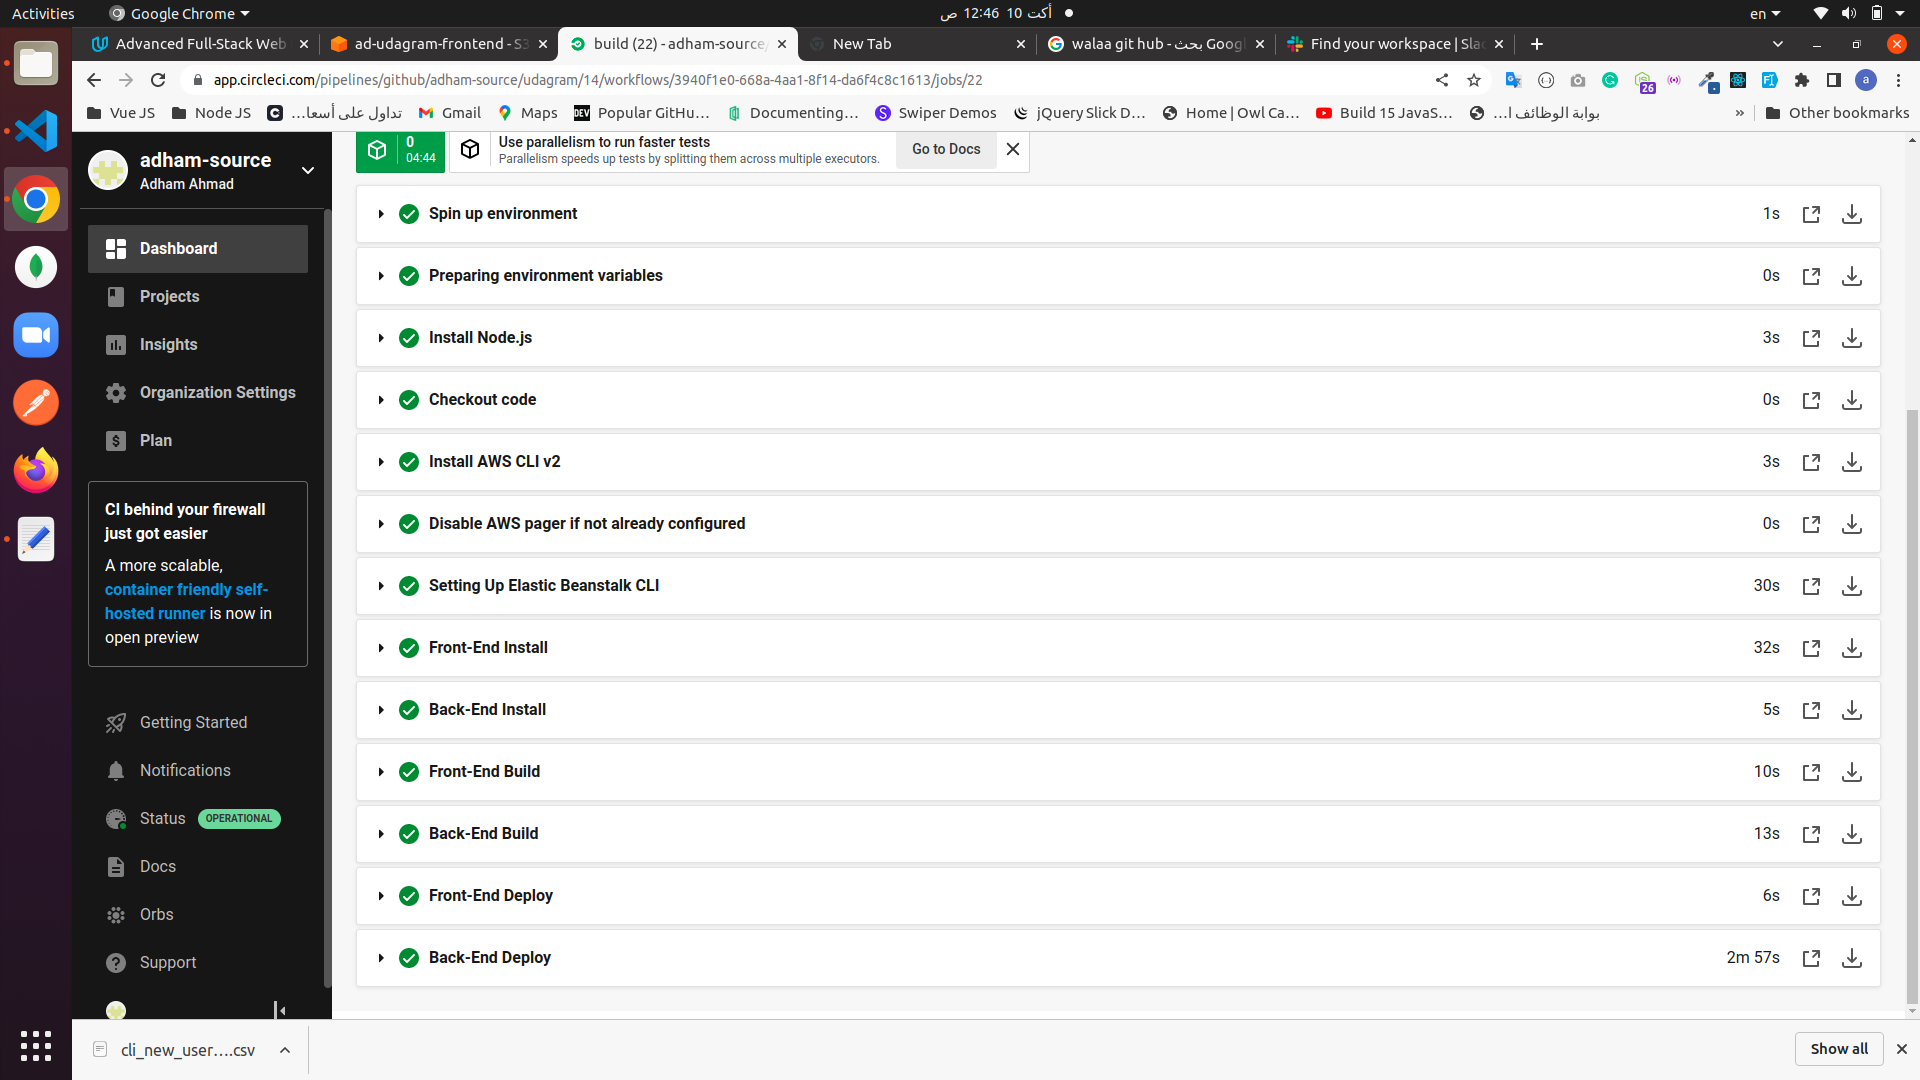 Activities
Google Chrome
أكت 10 12:46 ص
en
Advanced Full-Stack Web
ad-udagram-frontend - S3
build (22) - adham-source/
New Tab
walaa git hub - بحث Googl
Find your workspace | Slac
app.circleci.com/pipelines/github/adham-source/udagram/14/workflows/3940f1e0-668a-4aa1-8f14-da6f4c8c1613/jobs/22
26
a
Vue JS
Node JS
تداول على أسعا...
Gmail
Maps
Popular GitHu...
Documenting...
Swiper Demos
jQuery Slick D...
Home | Owl Ca...
Build 15 JavaS...
بوابة الوظائف ا...
»
Other bookmarks
adham-source
Adham Ahmad
Dashboard
Projects
Insights
Organization Settings
Plan
CI behind your firewall
just got easier
A more scalable,
container friendly self-
hosted runner is now in
open preview
Getting Started
Notifications
Status OPERATIONAL
Docs
Orbs
Support
0
04:44
Use parallelism to run faster tests
Parallelism speeds up tests by splitting them across multiple executors.
Go to Docs
Spin up environment 1s
Preparing environment variables 0s
Install Node.js 3s
Checkout code 0s
Install AWS CLI v2 3s
Disable AWS pager if not already configured 0s
Setting Up Elastic Beanstalk CLI 30s
Front-End Install 32s
Back-End Install 5s
Front-End Build 10s
Back-End Build 13s
Front-End Deploy 6s
Back-End Deploy 2m 57s
cli_new_user....csv
Show all